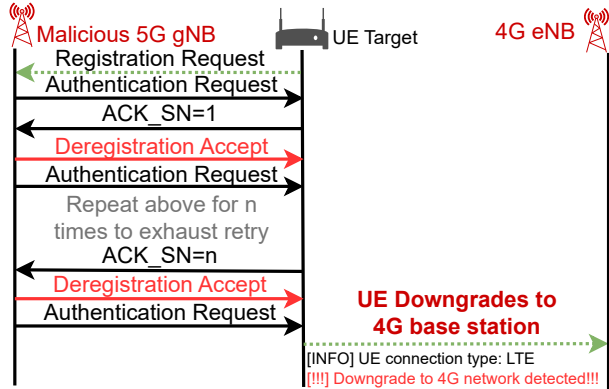 Malicious 5G gNB
UE Target
4G eNB
Registration Request
Authentication Request
ACK_SN=1
Deregistration Accept
Authentication Request
Repeat above for n
times to exhaust retry
ACK_SN=n
Deregistration Accept
Authentication Request
UE Downgrades to
4G base station
[INFO] UE connection type: LTE
[!!!] Downgrade to 4G network detected!!!